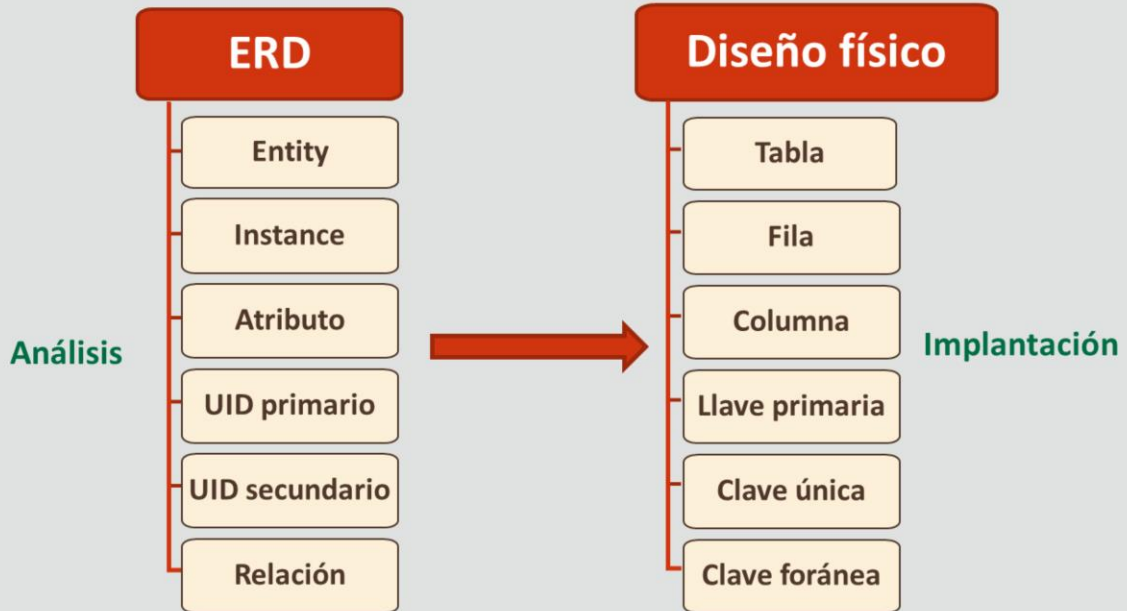 ERD
Entity
Instance
Atributo
UID primario
UID secundario
Relación
Análisis
Diseño físico
Tabla
Fila
Columna
Llave primaria
Clave única
Clave foránea
Implantación